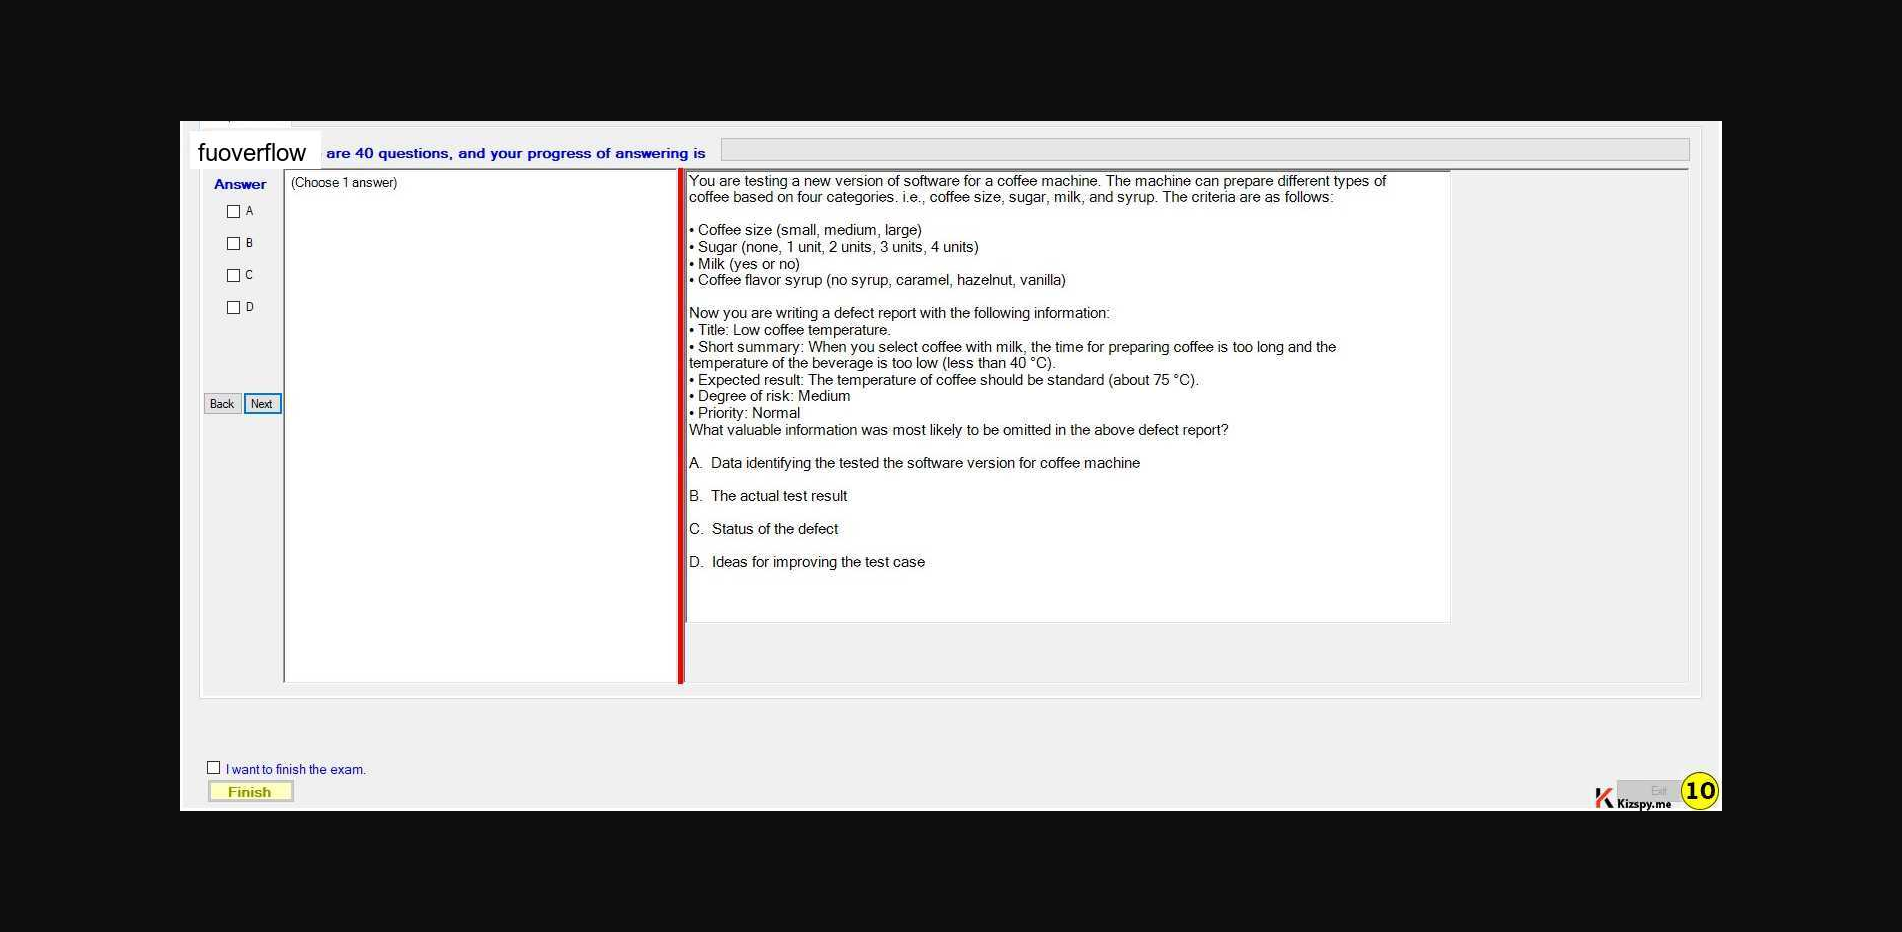 fuoverflow are 40 questions, and your progress of answering is
Answer
(Choose 1 answer)
A
B
C
D
Back Next
You are testing a new version of software for a coffee machine. The machine can prepare different types of
coffee based on four categories. i.e., coffee size, sugar, milk, and syrup. The criteria are as follows:
• Coffee size (small, medium, large)
• Sugar (none, 1 unit, 2 units, 3 units, 4 units)
• Milk (yes or no)
• Coffee flavor syrup (no syrup, caramel, hazelnut, vanilla)
Now you are writing a defect report with the following information:
• Title: Low coffee temperature.
• Short summary: When you select coffee with milk, the time for preparing coffee is too long and the
temperature of the beverage is too low (less than 40 °C).
• Expected result: The temperature of coffee should be standard (about 75 °C).
• Degree of risk: Medium
• Priority: Normal
What valuable information was most likely to be omitted in the above defect report?
A. Data identifying the tested the software version for coffee machine
B. The actual test result
C. Status of the defect
D. Ideas for improving the test case
I want to finish the exam.
Finish
Exit
Kizspy.me
10